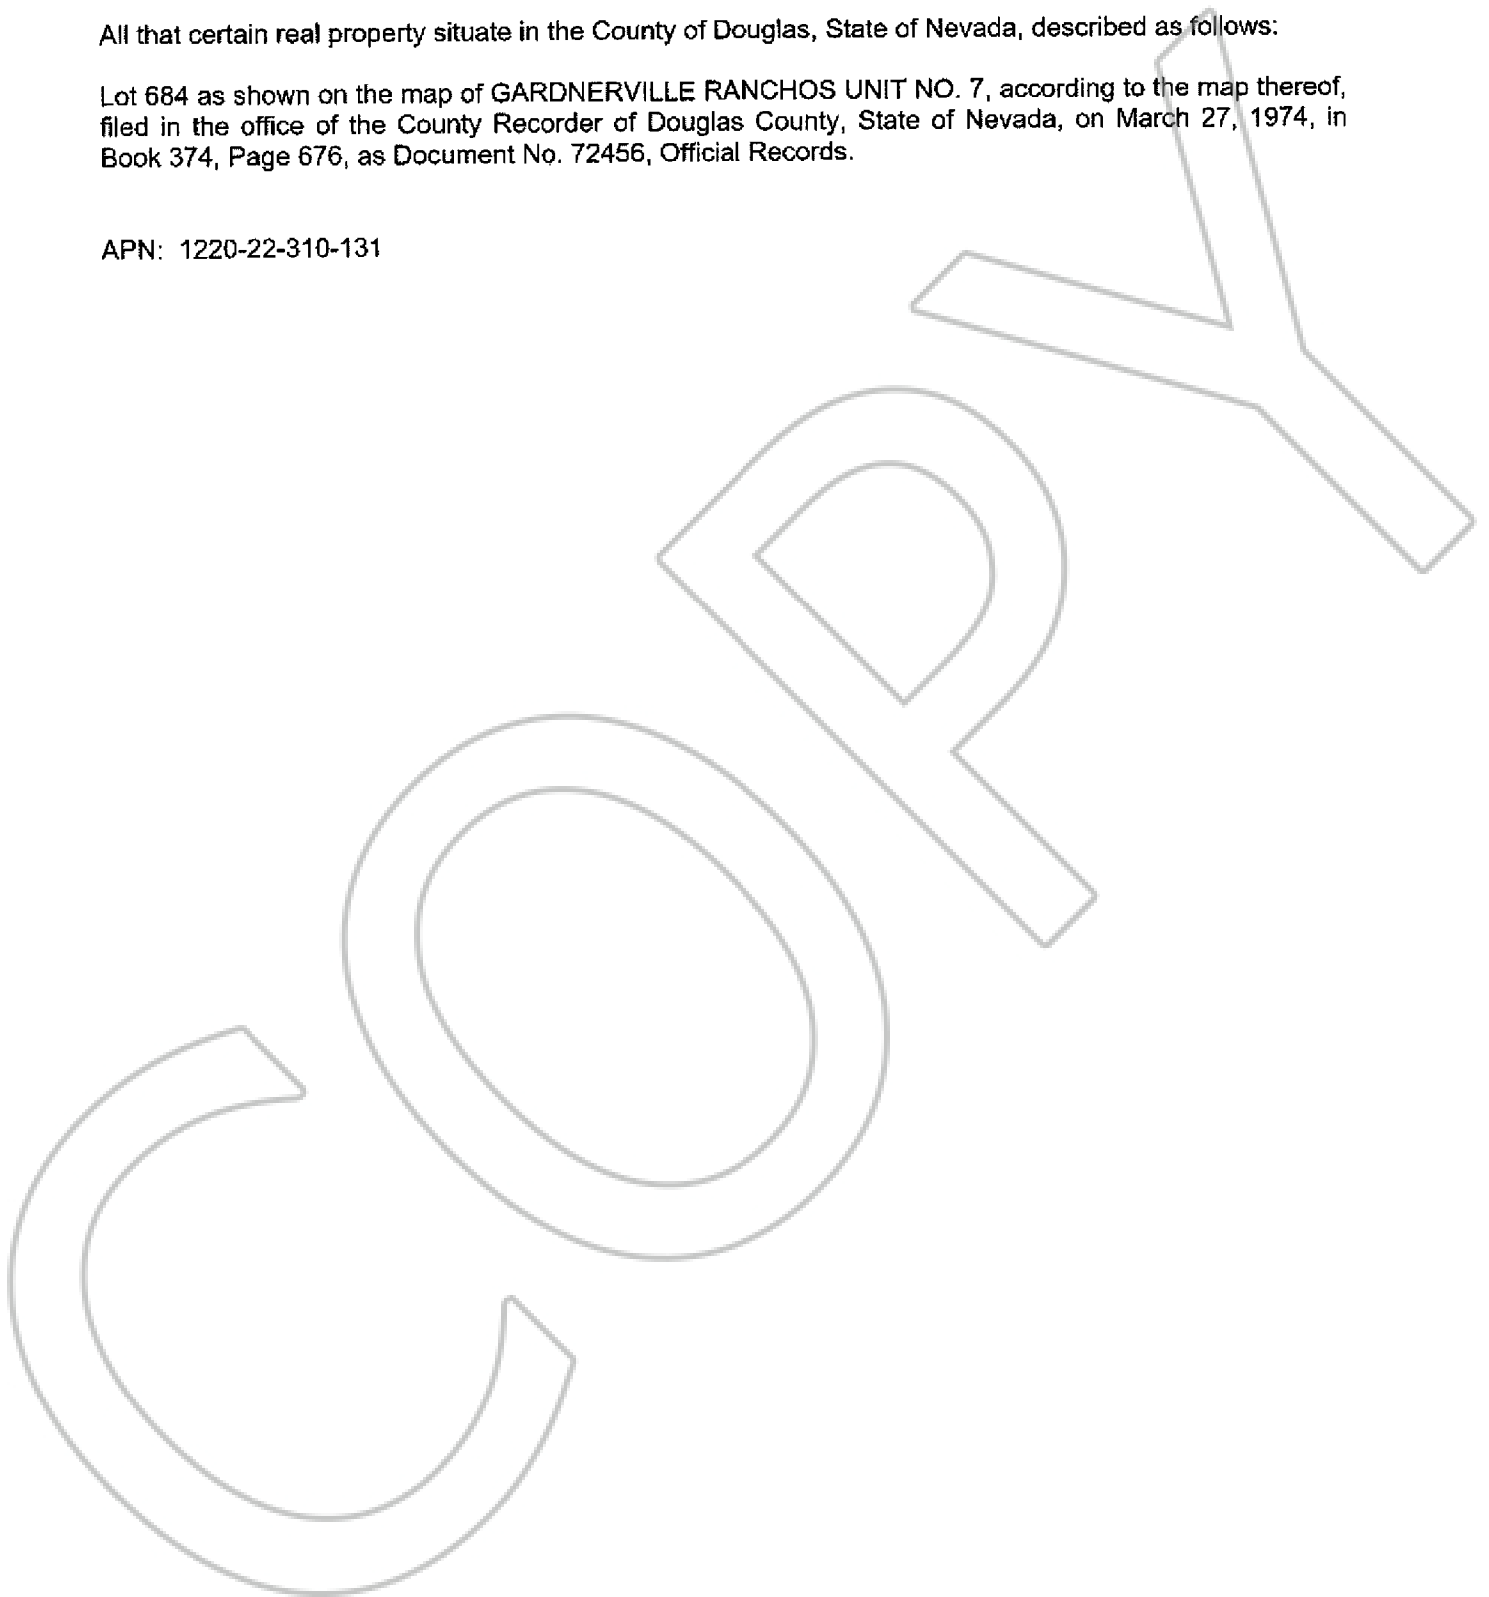 All that certain real property situate in the County of Douglas, State of Nevada, described as follows:
Lot 684 as shown on the map of GARDNERVILLE RANCHOS UNIT NO. 7, according to the map thereof,
filed in the office of the County Recorder of Douglas County, State of Nevada, on March 27, 1974, in
Book 374, Page 676, as Document No. 72456, Official Records.
APN: 1220-22-310-131
COPY